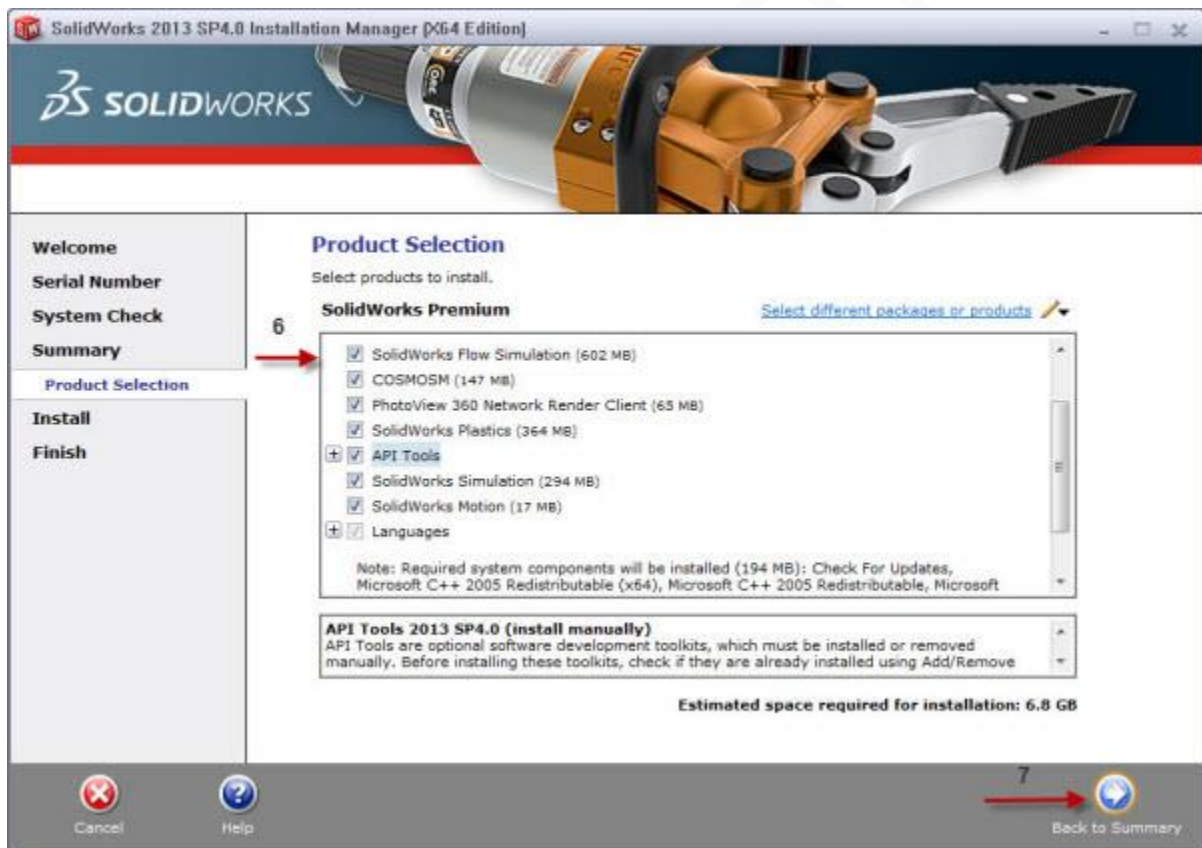 SolidWorks 2013 SP4.0 Installation Manager [X64 Edition]
SOLIDWORKS
Welcome
Serial Number
System Check
Summary
Product Selection
Install
Finish
Product Selection
Select products to install.
SolidWorks Premium
Select different packages or products
6
SolidWorks Flow Simulation (602 MB)
COSMOSM (147 MB)
PhotoView 360 Network Render Client (65 MB)
SolidWorks Plastics (364 MB)
API Tools
SolidWorks Simulation (294 MB)
SolidWorks Motion (17 MB)
Languages
Note: Required system components will be installed (194 MB): Check For Updates,
Microsoft C++ 2005 Redistributable (x64), Microsoft C++ 2005 Redistributable, Microsoft
API Tools 2013 SP4.0 (install manually)
API Tools are optional software development toolkits, which must be installed or removed
manually. Before installing these toolkits, check if they are already installed using Add/Remove
Estimated space required for installation: 6.8 GB
7
Cancel
Help
Back to Summary